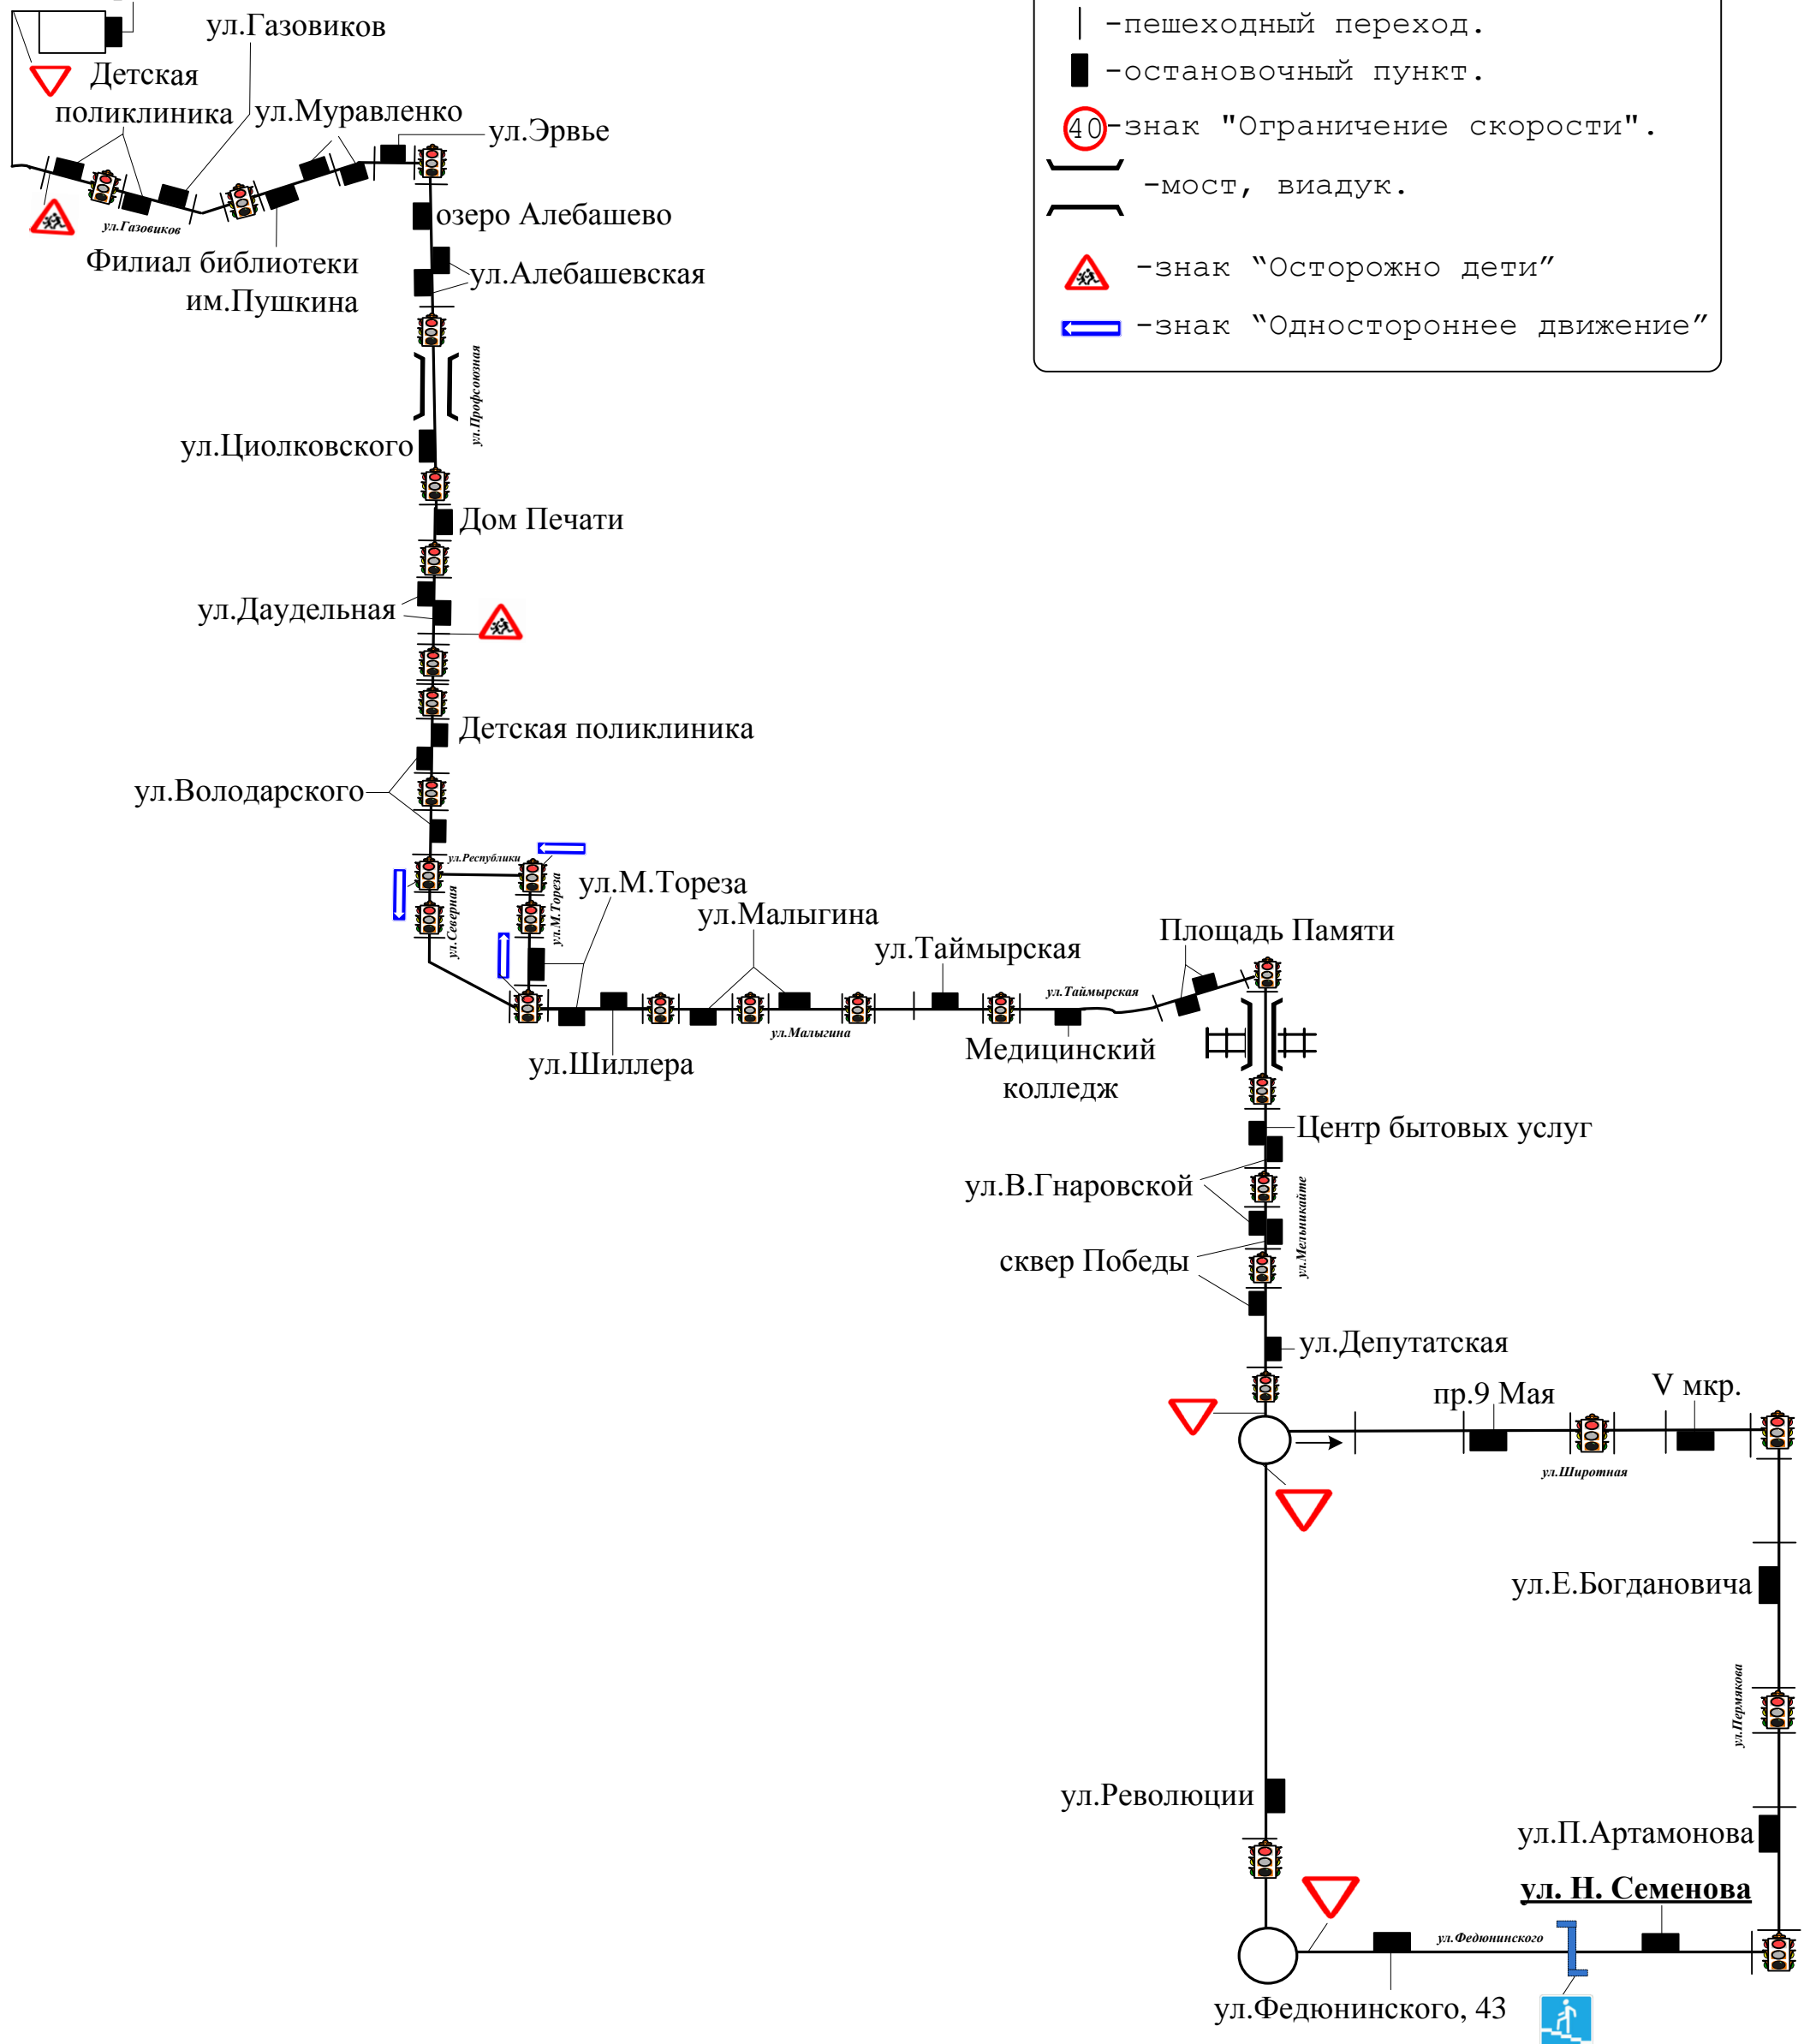 ул.Газовиков
Детская
поликлиника
ул.Муравленко
ул.Эрвье
ул.Газовиков
озеро Алебашево
Филиал библиотеки
им.Пушкина
ул.Алебашевская
-пешеходный переход.
-остановочный пункт.
40
-знак "Ограничение скорости".
-мост, виадук.
-знак “Осторожно дети”
-знак “Одностороннее движение”
ул.Профсоюзная
ул.Циолковского
Дом Печати
ул.Даудельная
Детская поликлиника
ул.Володарского
ул.Республики
ул.Северная
ул.М.Тореза
ул.М.Тореза
ул.Малыгина
ул.Таймырская
Площадь Памяти
ул.Таймырская
ул.Малыгина
ул.Шиллера
Медицинский
колледж
Центр бытовых услуг
ул.В.Гнаровской
ул.Мельникайте
сквер Победы
ул.Депутатская
пр.9 Мая
V мкр.
ул.Широтная
ул.Е.Богдановича
ул.Пермякова
ул.Революции
ул.П.Артамонова
ул. Н. Семенова
ул.Федюнинского
ул.Федюнинского, 43